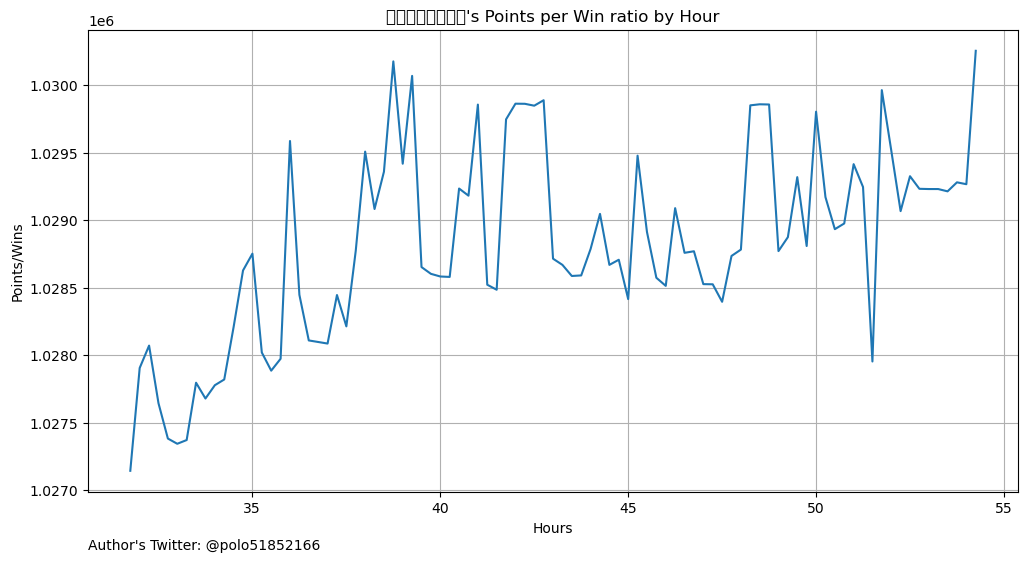 's Points per Win ratio by Hour
1e6
1.0300
1.0295
1.0290
1.0285
1.0280
1.0275
1.0270
Points/Wins
35
40
45
50
55
Hours
Author's Twitter: @polo51852166